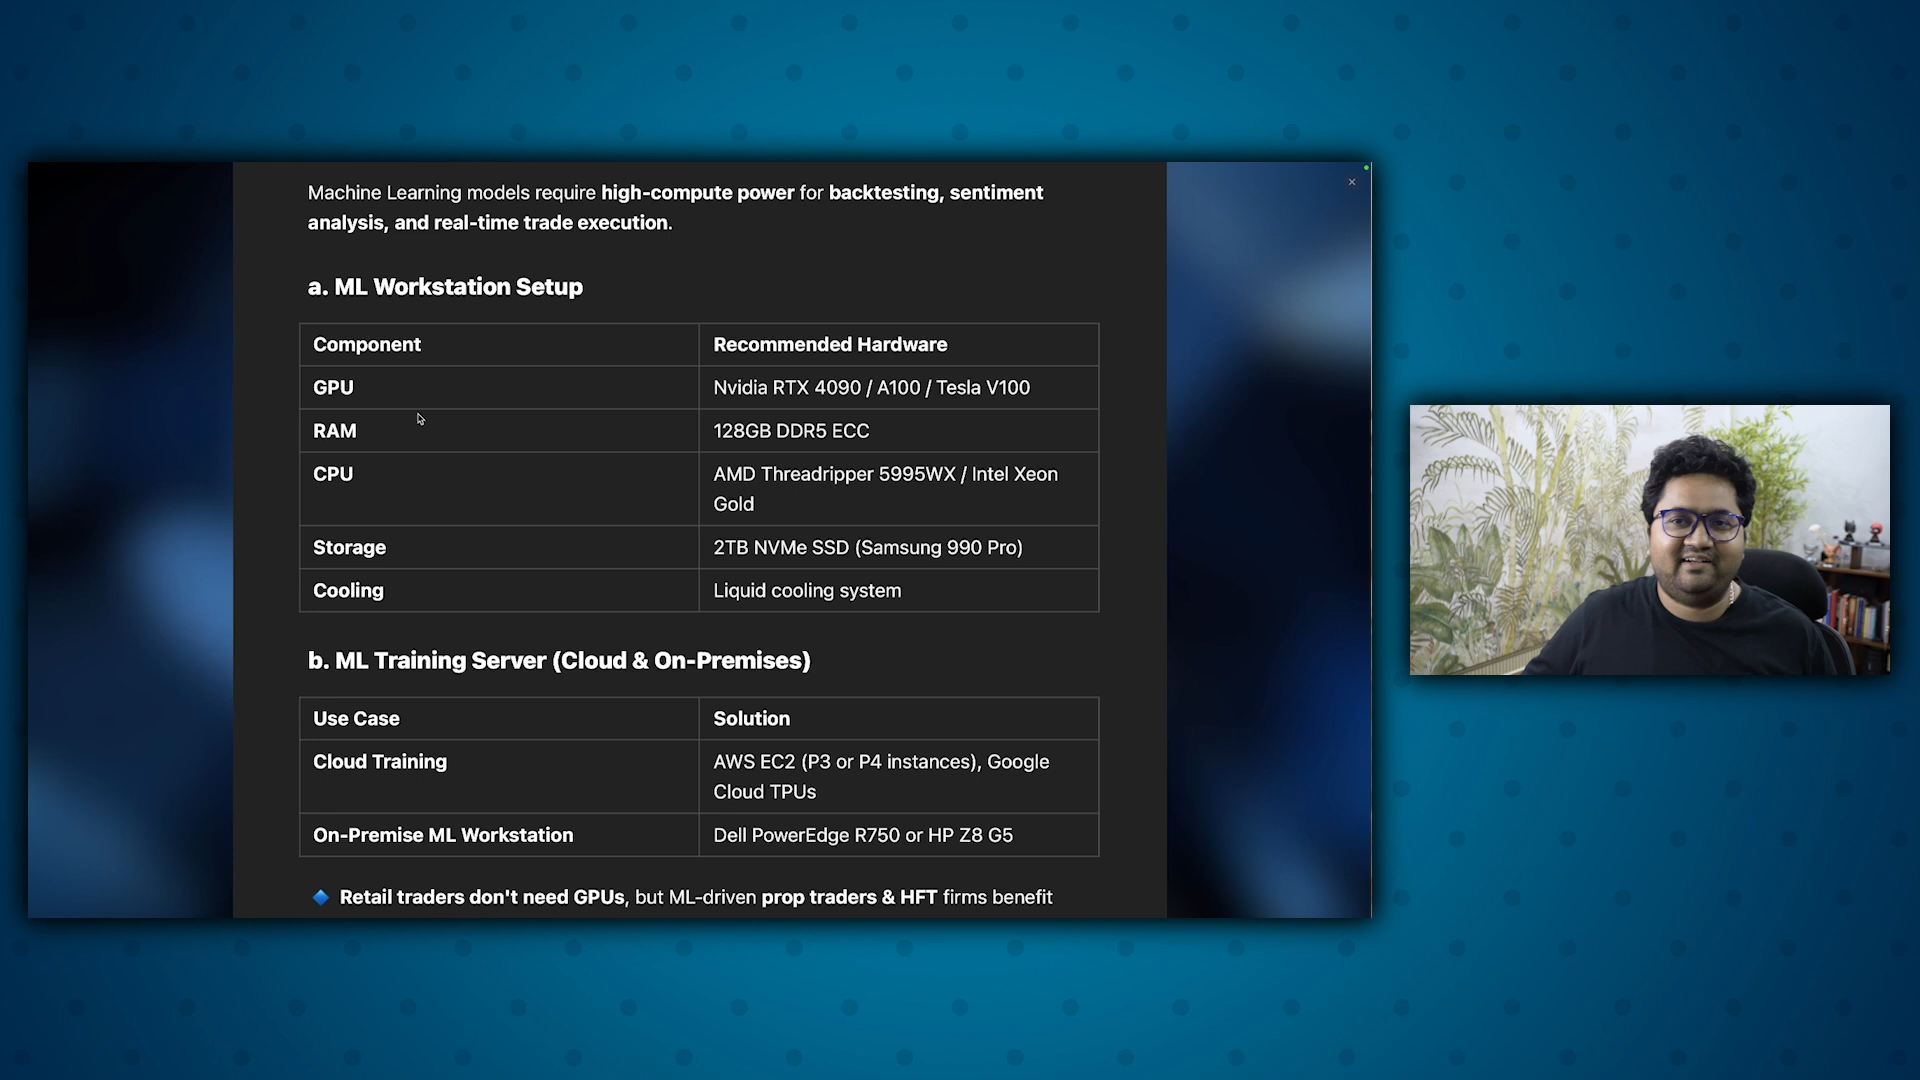 Machine Learning models require high-compute power for backtesting, sentiment
analysis, and real-time trade execution.
a. ML Workstation Setup
Component Recommended Hardware
GPU Nvidia RTX 4090 / A100 / Tesla V100
RAM 128GB DDR5 ECC
CPU AMD Threadripper 5995WX / Intel Xeon
Gold
Storage 2TB NVMe SSD (Samsung 990 Pro)
Cooling Liquid cooling system
b. ML Training Server (Cloud & On-Premises)
Use Case Solution
Cloud Training AWS EC2 (P3 or P4 instances), Google
Cloud TPUs
On-Premise ML Workstation Dell PowerEdge R750 or HP Z8 G5
🔷 Retail traders don't need GPUs, but ML-driven prop traders & HFT firms benefit